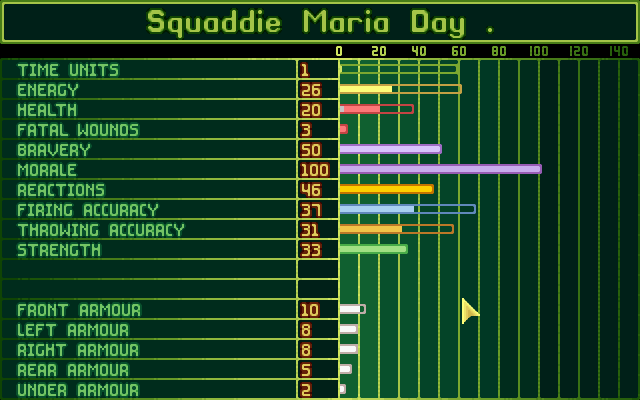 Squaddie Maria Day .
0 20 40 60 80 100 120 140
TIME UNITS 1
ENERGY 26
HEALTH 20
FATAL WOUNDS 3
BRAVERY 50
MORALE 100
REACTIONS 46
FIRING ACCURACY 37
THROWING ACCURACY 31
STRENGTH 33
FRONT ARMOUR 10
LEFT ARMOUR 8
RIGHT ARMOUR 8
REAR ARMOUR 5
UNDER ARMOUR 2